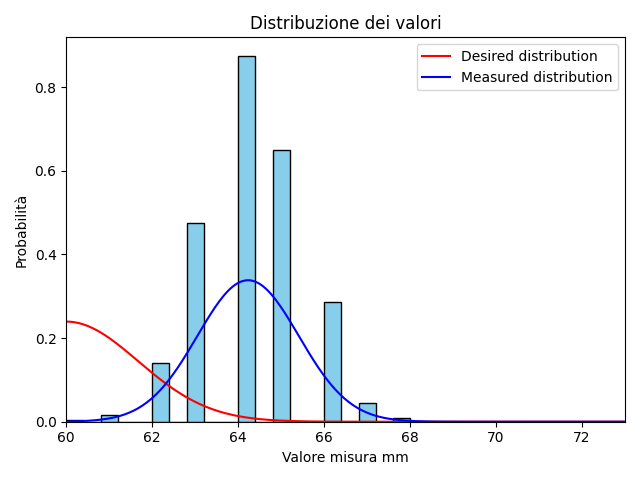 Distribuzione dei valori
Desired distribution
Measured distribution
Probabilità
0.8
0.6
0.4
0.2
0.0
60 62 64 66 68 70 72
Valore misura mm